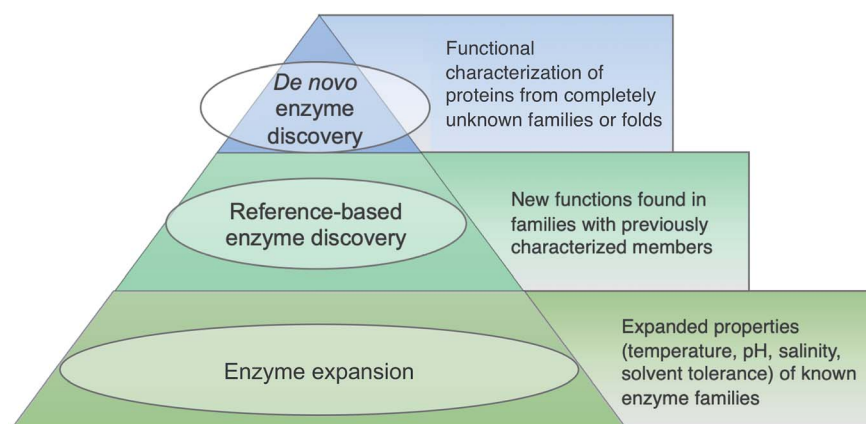 De novo
enzyme
discovery
Functional
characterization of
proteins from completely
unknown families or folds
Reference-based
enzyme discovery
New functions found in
families with previously
characterized members
Enzyme expansion
Expanded properties
(temperature, pH, salinity,
solvent tolerance) of known
enzyme families